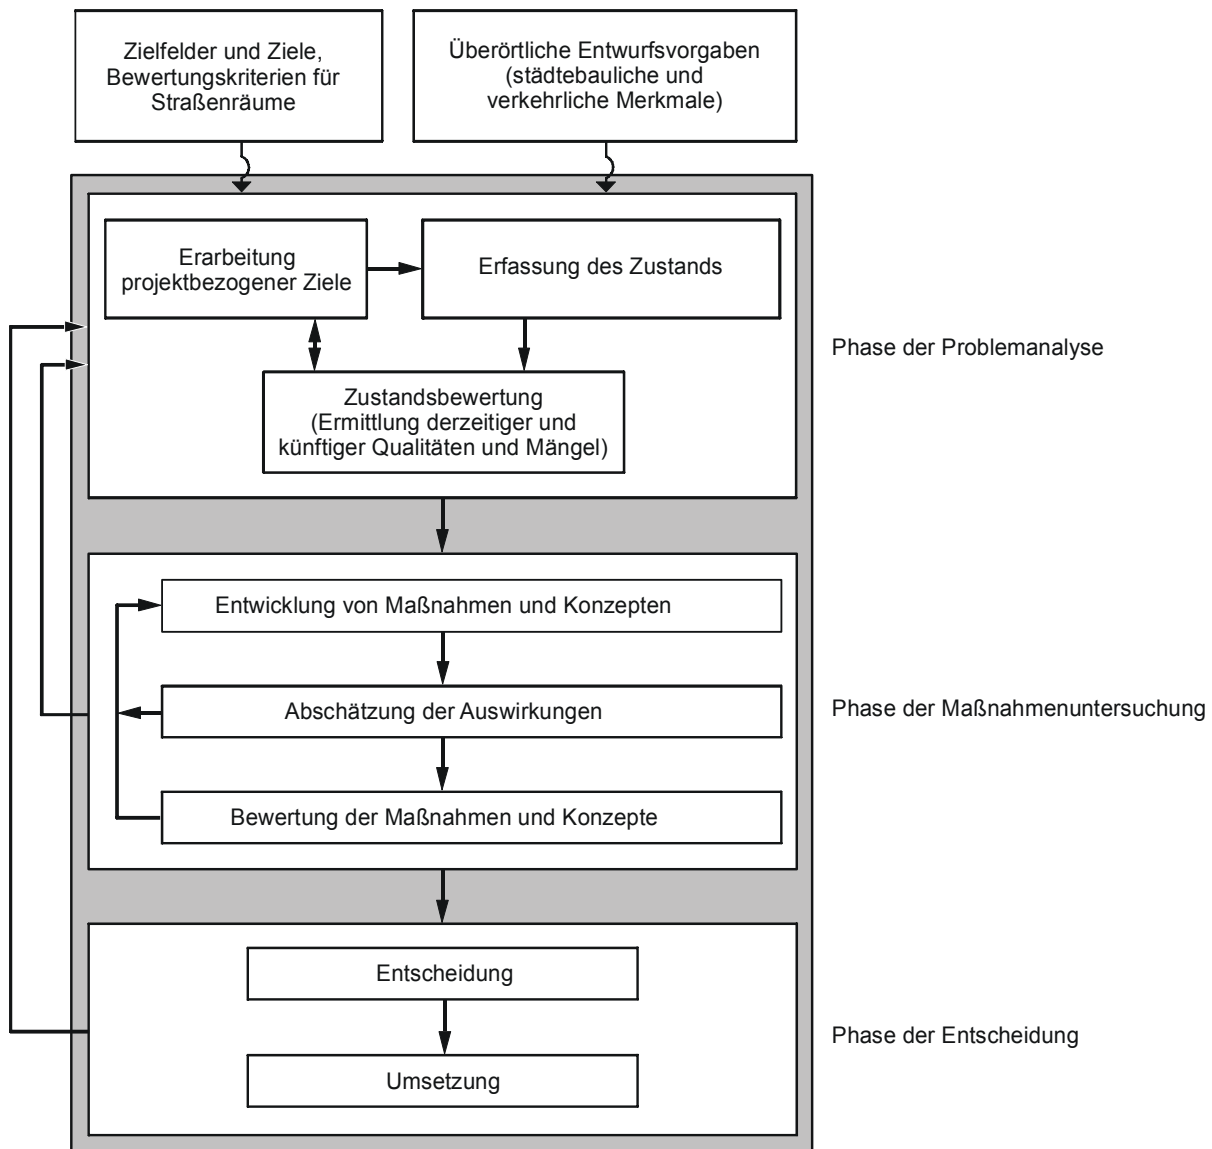 Zielfelder und Ziele,
Bewertungskriterien für
Straßenräume
Überörtliche Entwurfsvorgaben
(städtebauliche und
verkehrliche Merkmale)
Erarbeitung
projektbezogener Ziele
Erfassung des Zustands
Zustandsbewertung
(Ermittlung derzeitiger und
künftiger Qualitäten und Mängel)
Phase der Problemanalyse
Entwicklung von Maßnahmen und Konzepten
Abschätzung der Auswirkungen
Bewertung der Maßnahmen und Konzepte
Phase der Maßnahmenuntersuchung
Entscheidung
Umsetzung
Phase der Entscheidung